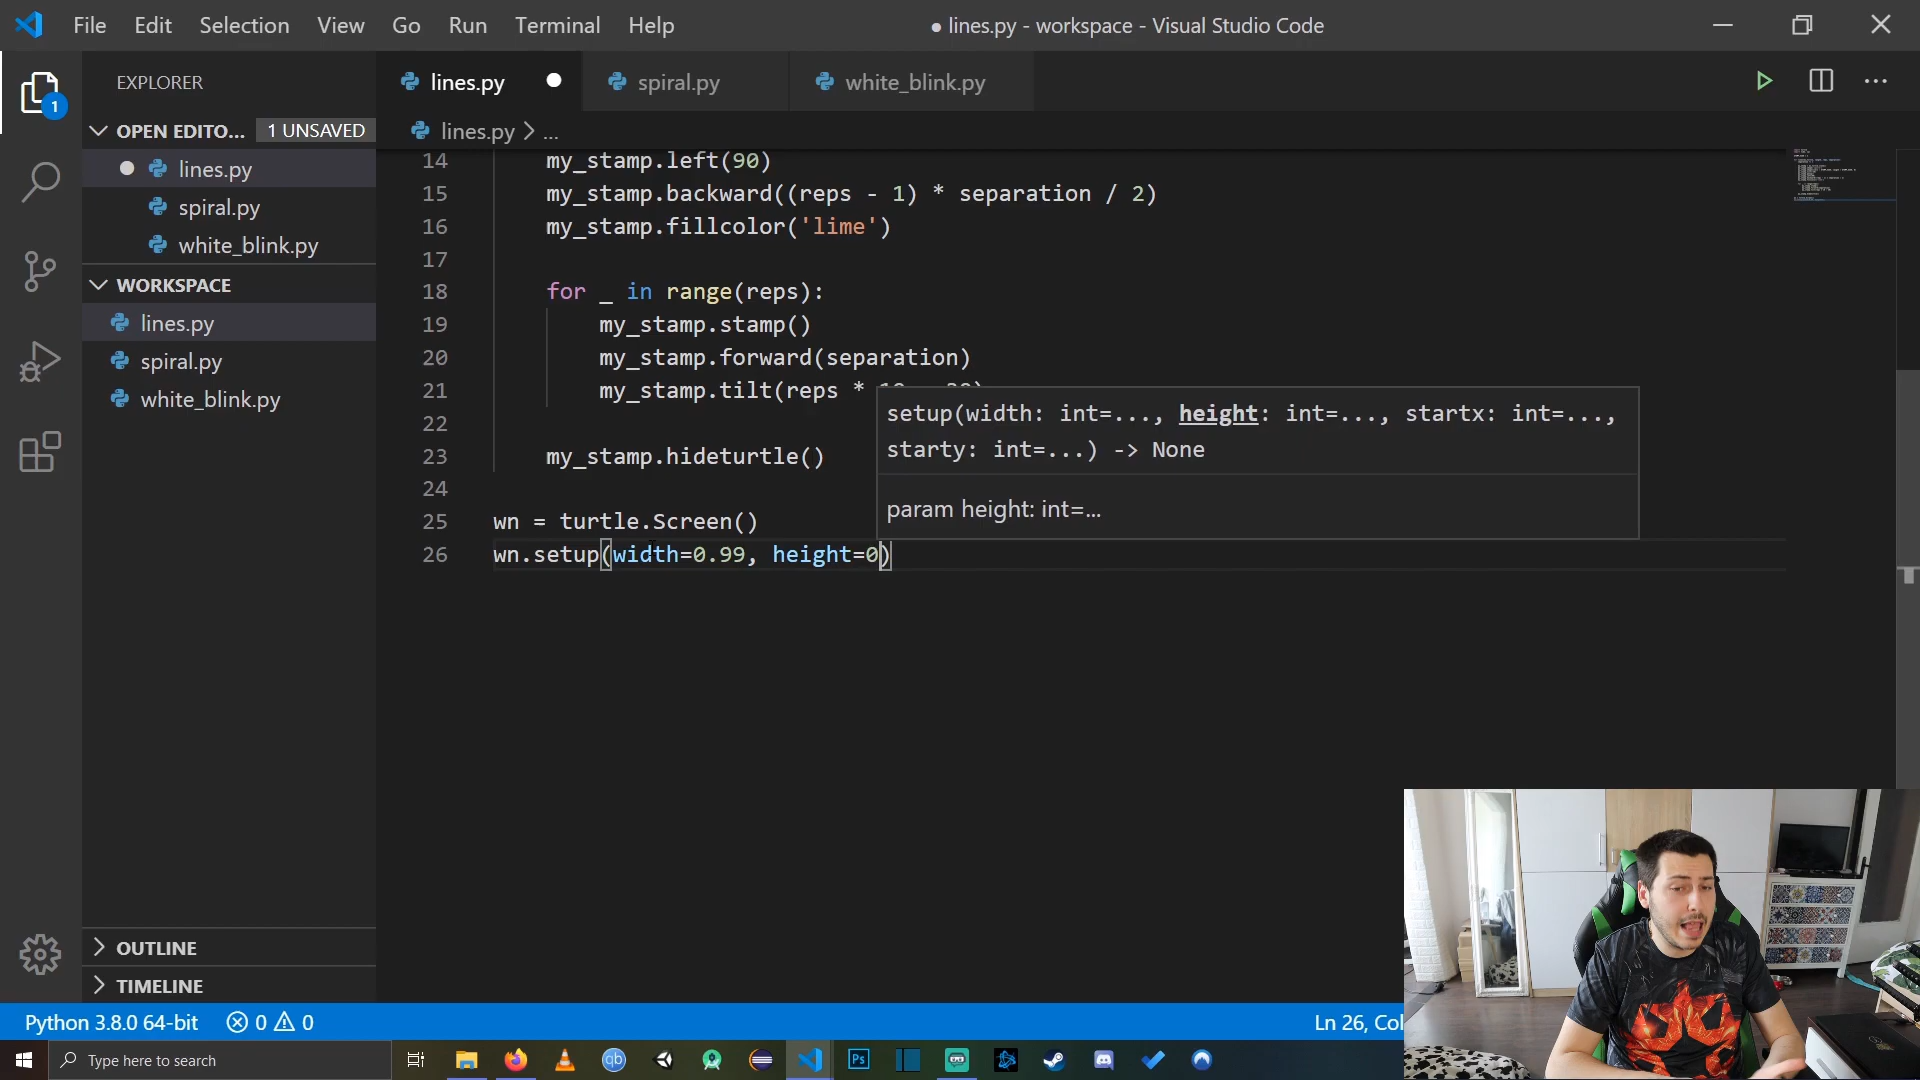 File Edit Selection View Go Run Terminal Help
● lines.py - workspace - Visual Studio Code
EXPLORER
lines.py
spiral.py
white_blink.py
OPEN EDITO... 1 UNSAVED
lines.py
spiral.py
white_blink.py
WORKSPACE
lines.py
spiral.py
white_blink.py
OUTLINE
TIMELINE
1
lines.py > ...
14 my_stamp.left(90)
15 my_stamp.backward((reps - 1) * separation / 2)
16 my_stamp.fillcolor('lime')
17
18 for _ in range(reps):
19 my_stamp.stamp()
20 my_stamp.forward(separation)
21 my_stamp.tilt(reps *
22
23 my_stamp.hideturtle()
24
25 wn = turtle.Screen()
26 wn.setup(width=0.99, height=0)
setup(width: int=..., height: int=..., startx: int=...,
starty: int=...) -> None
param height: int=...
Python 3.8.0 64-bit 0 0
Ln 26, Col
Type here to search
qb
Ps